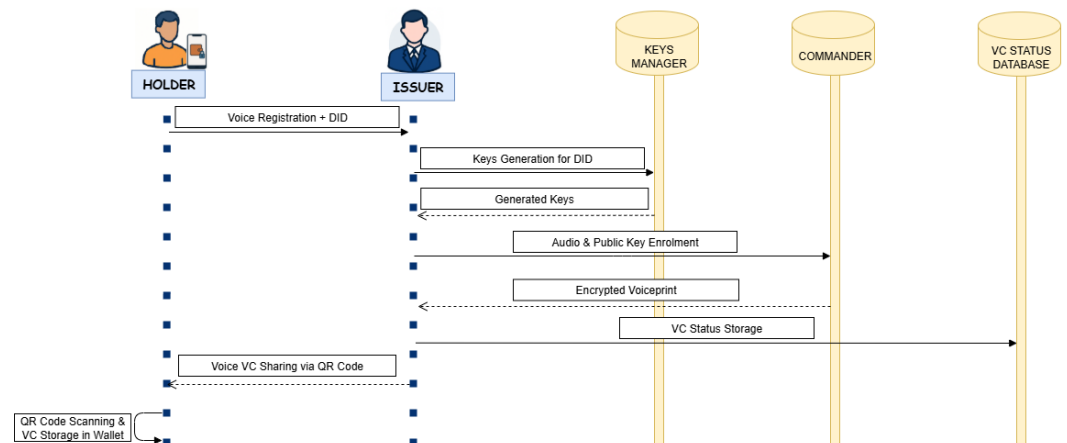 KEYS
MANAGER
COMMANDER
VC STATUS
DATABASE
HOLDER
ISSUER
Voice Registration + DID
Keys Generation for DID
Generated Keys
Audio & Public Key Enrolment
Encrypted Voiceprint
VC Status Storage
Voice VC Sharing via QR Code
QR Code Scanning &
VC Storage in Wallet